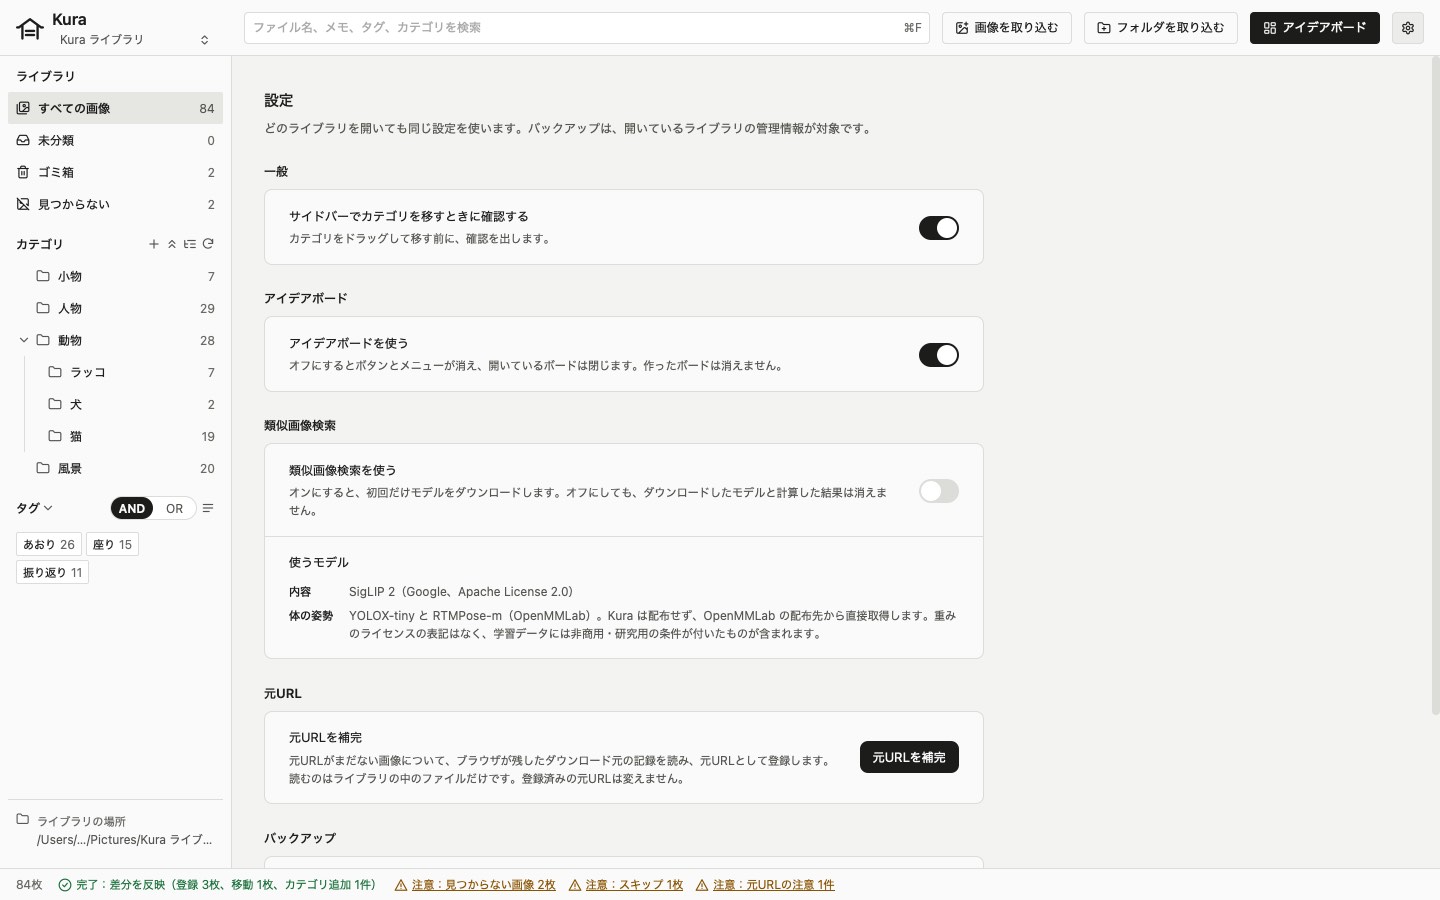 Kura
Kura ライブラリ
ファイル名、メモ、タグ、カテゴリを検索
⌘F
画像を取り込む
フォルダを取り込む
アイデアボード
ライブラリ
すべての画像 84
未分類 0
ゴミ箱 2
見つからない 2
カテゴリ
小物 7
人物 29
動物 28
ラッコ 7
犬 2
猫 19
風景 20
タグ
AND OR
あおり 26
座り 15
振り返り 11
ライブラリの場所
/Users/.../Pictures/Kura ライブ...
設定
どのライブラリを開いても同じ設定を使います。バックアップは、開いているライブラリの管理情報が対象です。
一般
サイドバーでカテゴリを移すときに確認する
カテゴリをドラッグして移す前に、確認を出します。
アイデアボード
アイデアボードを使う
オフにするとボタンとメニューが消え、開いているボードは閉じます。作ったボードは消えません。
類似画像検索
類似画像検索を使う
オンにすると、初回だけモデルをダウンロードします。オフにしても、ダウンロードしたモデルと計算した結果は消えま
せん。
使うモデル
内容 SigLIP 2（Google、Apache License 2.0）
体の姿勢 YOLOX-tiny と RTMPose-m（OpenMMLab）。Kura は配布せず、OpenMMLab の配布先から直接取得します。重み
のライセンスの表記はなく、学習データには非商用・研究用の条件が付いたものが含まれます。
元URL
元URLを補完
元URLがまだない画像について、ブラウザが残したダウンロード元の記録を読み、元URLとして登録します。
読むのはライブラリの中のファイルだけです。登録済みの元URLは変えません。
元URLを補完
バックアップ
84枚
完了：差分を反映（登録 3枚、移動 1枚、カテゴリ追加 1件）
注意：見つからない画像 2枚
注意：スキップ 1枚
注意：元URLの注意 1件